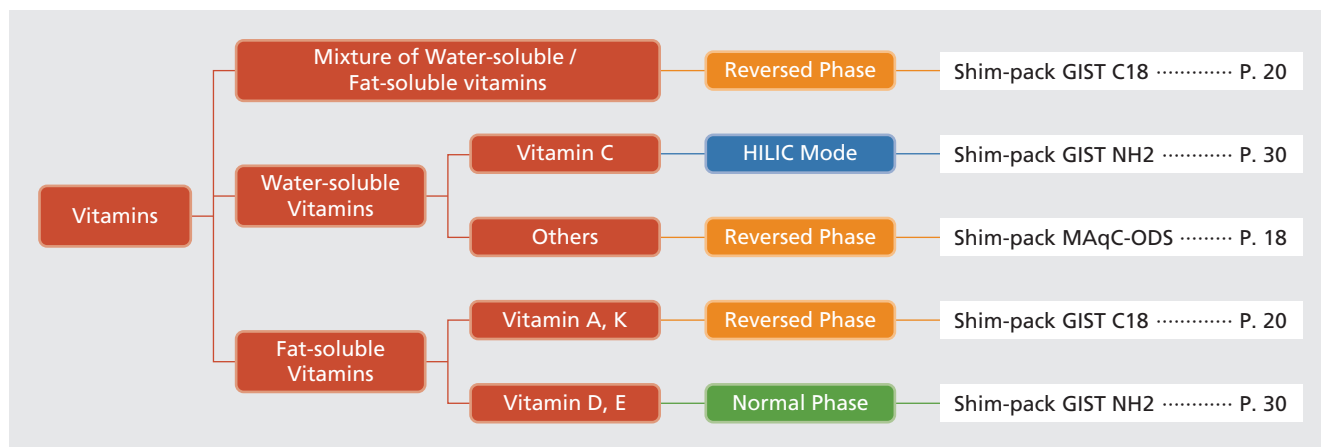 Mixture of Water-soluble /
Fat-soluble vitamins
Reversed Phase
Shim-pack GIST C18 ············· P. 20
Vitamin C
HILIC Mode
Shim-pack GIST NH2 ············ P. 30
Water-soluble
Vitamins
Vitamins
Others
Reversed Phase
Shim-pack MAqC-ODS ········· P. 18
Vitamin A, K
Reversed Phase
Shim-pack GIST C18 ············· P. 20
Fat-soluble
Vitamins
Vitamin D, E
Normal Phase
Shim-pack GIST NH2 ············ P. 30